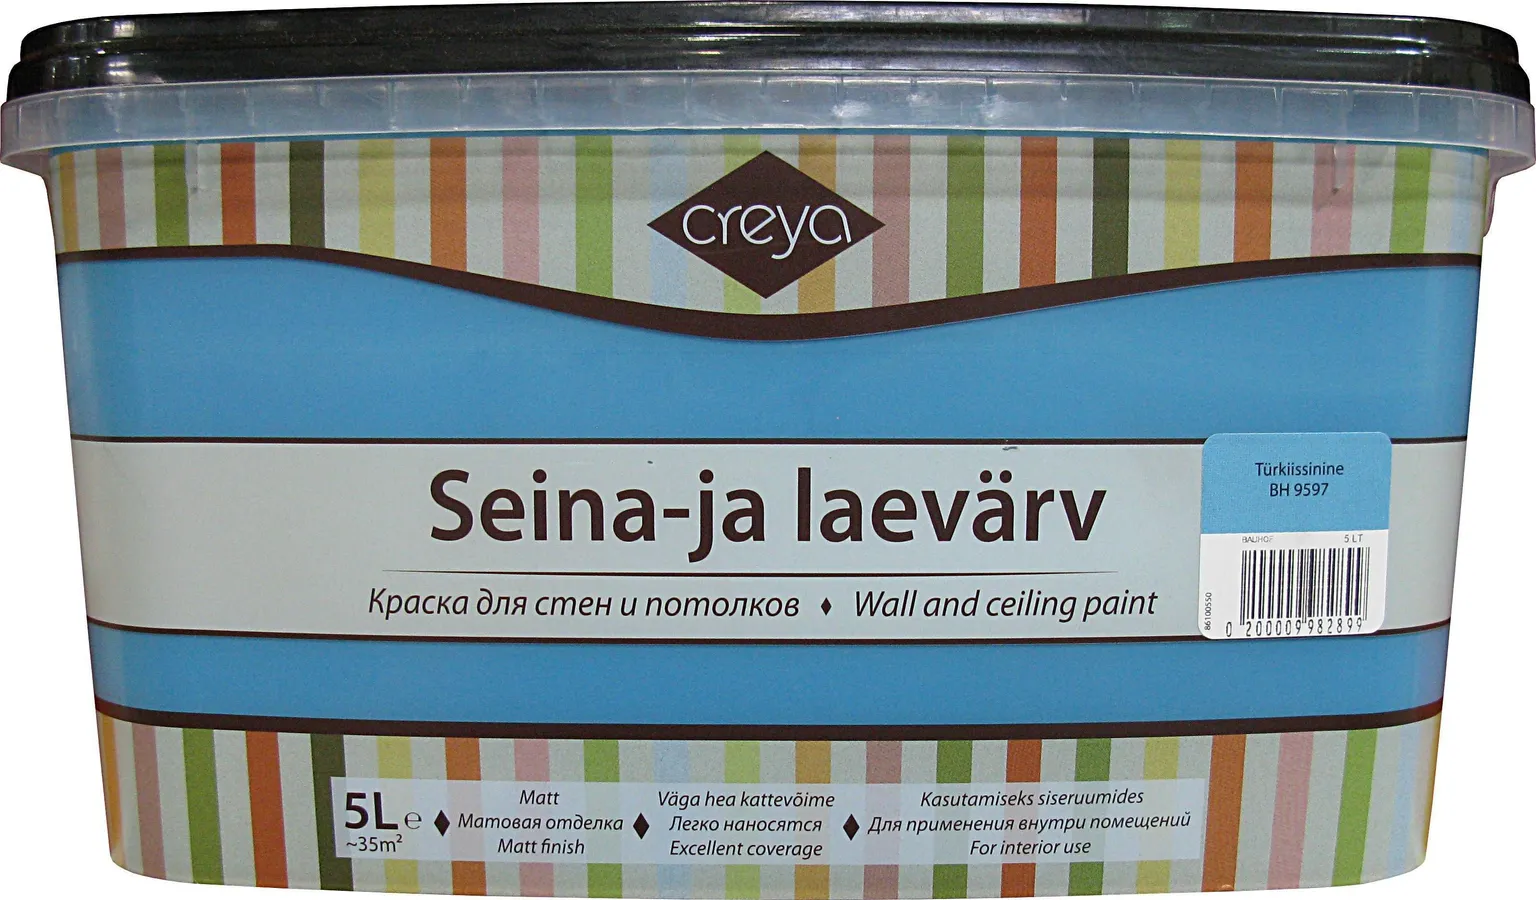 creya
Seina-ja laevärv
Краска для стен и потолков ♦ Wall and ceiling paint
Türkiissinine
BH 9597
BAUHOF 5 LT
86100550
0 200009 982899
5L e
~35m²
Matt
Матовая отделка
Matt finish
Väga hea kattevõime
Легко наносятся
Excellent coverage
Kasutamiseks siseruumides
Для применения внутри помещений
For interior use